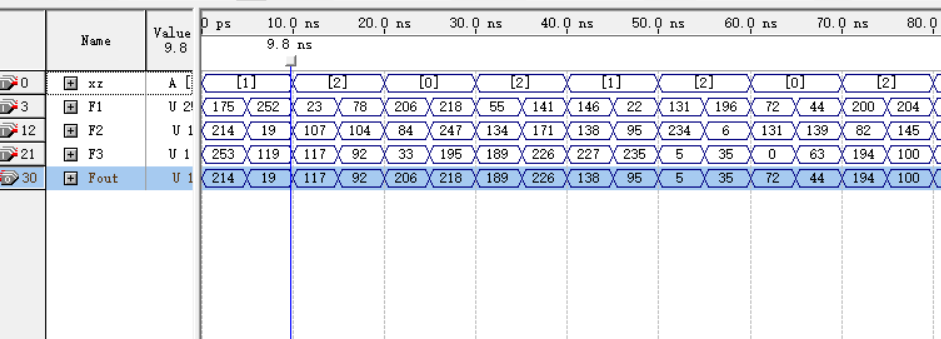 Name Value 9.8 0 ps 10.0 ns 20.0 ns 30.0 ns 40.0 ns 50.0 ns 60.0 ns 70.0 ns 80.0
9.8 ns
0 xz A [ [1] [2] [0] [2] [1] [2] [0] [2]
3 F1 U 2 175 252 23 78 206 218 55 141 146 22 131 196 72 44 200 204
12 F2 U 1 214 19 107 104 84 247 134 171 138 95 234 6 131 139 82 145
21 F3 U 1 253 119 117 92 33 195 189 226 227 235 5 35 0 63 194 100
30 Fout U 1 214 19 117 92 206 218 189 226 138 95 5 35 72 44 194 100